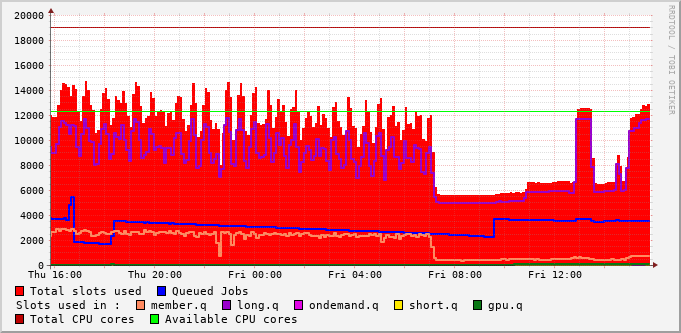 20000
18000
16000
14000
12000
10000
8000
6000
4000
2000
0
Thu 16:00 Thu 20:00 Fri 00:00 Fri 04:00 Fri 08:00 Fri 12:00
RRDTOOL / TOBI OETIKER
Total slots used Queued Jobs
Slots used in : member.q long.q ondemand.q short.q gpu.q
Total CPU cores Available CPU cores